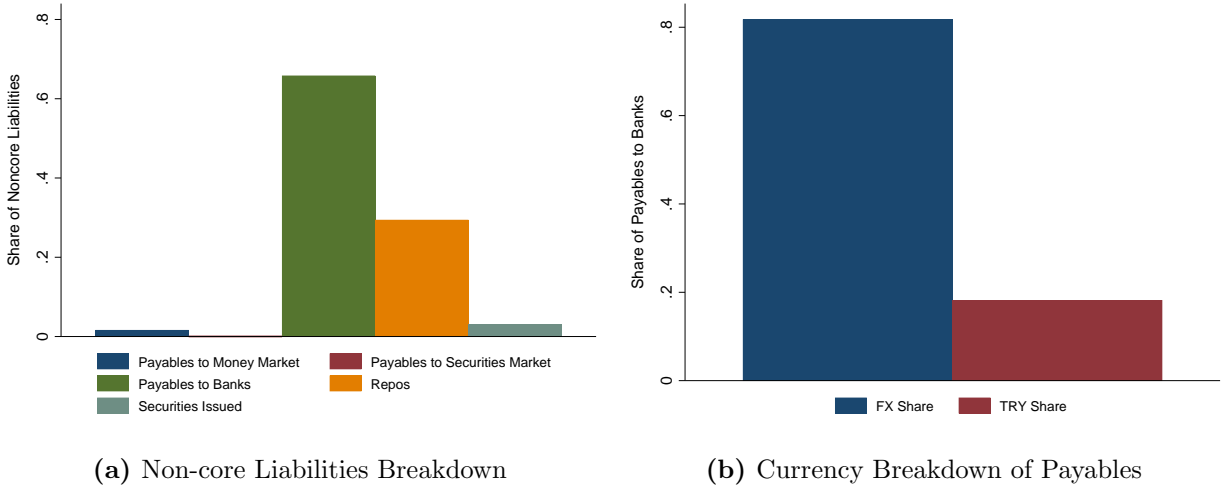 Share of Noncore Liabilities
.8
.6
.4
.2
0
Payables to Money Market
Payables to Securities Market
Payables to Banks
Repos
Securities Issued
(a) Non-core Liabilities Breakdown
Share of Payables to Banks
.8
.6
.4
.2
0
FX Share
TRY Share
(b) Currency Breakdown of Payables